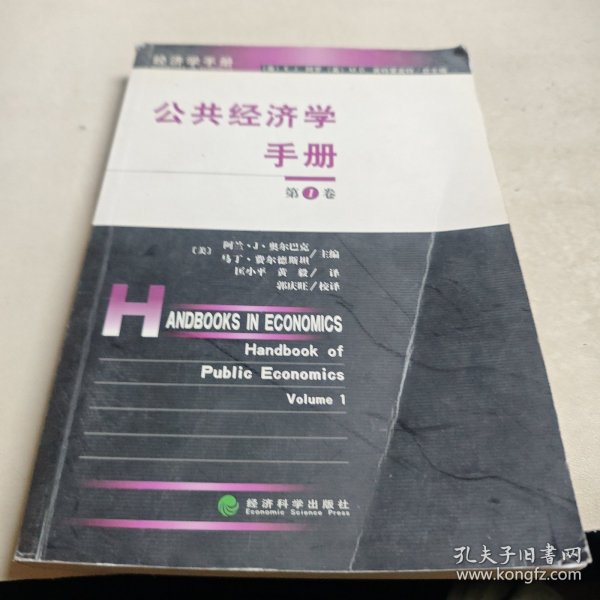 经济学手册
公共经济学
手册
第1卷
〔美〕 阿兰·J·奥尔巴克
马丁·费尔德斯坦/主编
匡小平 黄毅/译
郭庆旺/校译
HANDBOOKS IN ECONOMICS
Handbook of
Public Economics
Volume 1
经济科学出版社
Economic Science Press
孔夫子旧书网
www.kongfz.com